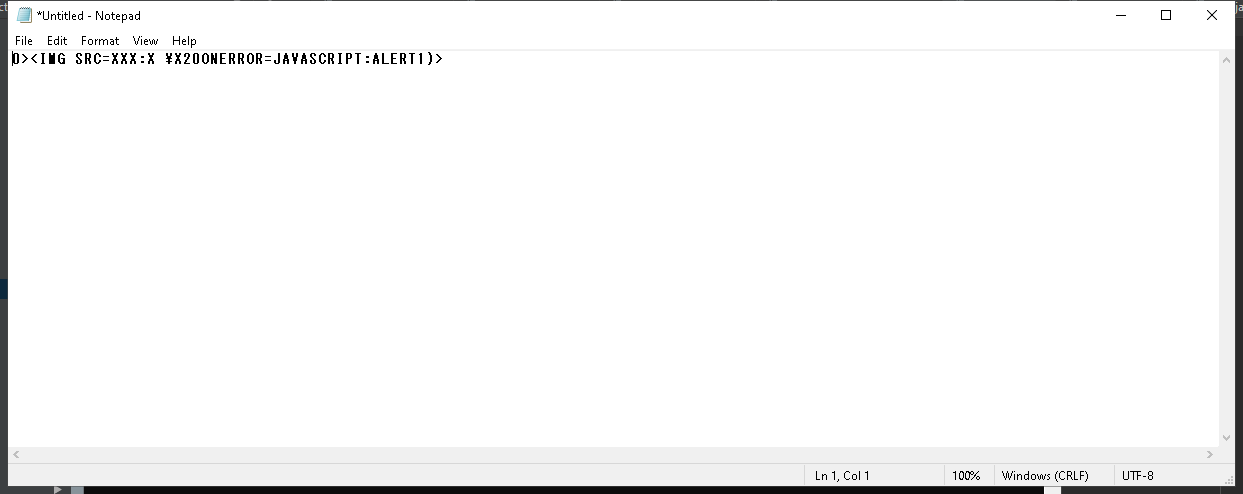 *Untitled - Notepad
File Edit Format View Help
0><IMG SRC=XXX:X ¥X20ONERROR=JAVASCRIPT:ALERT1)>
Ln 1, Col 1 100% Windows (CRLF) UTF-8